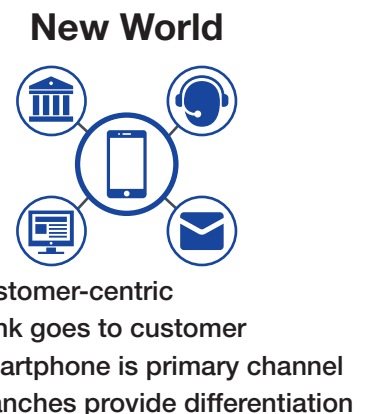 New World
stomer-centric
nk goes to customer
artphone is primary channel
anches provide differentiation